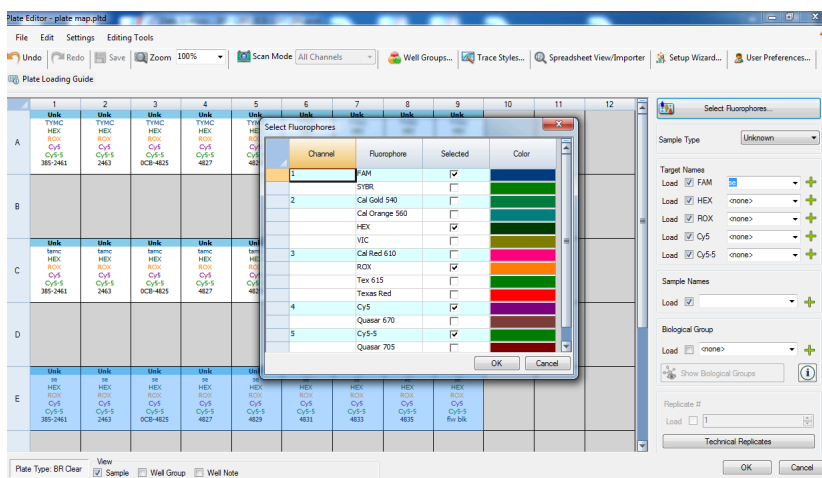 Plate Editor - plate map.pltd
File Edit Settings Editing Tools
Undo Redo Save Zoom 100% Scan Mode All Channels Well Groups... Trace Styles... Spreadsheet View/Importer Setup Wizard... User Preferences...
Plate Loading Guide
1 2 3 4 5 6 7 8 9 10 11 12
A
Unk Unk Unk Unk Unk Unk Unk Unk Unk
TYMC TYMC TYMC TYMC
HEX HEX HEX HEX HEX
ROX ROX ROX ROX ROX
Cy5 Cy5 Cy5 Cy5 Cy5
Cy5-5 Cy5-5 Cy5-5 Cy5-5
385-2461 2463 0CB-4825 4827
B
C
Unk Unk Unk Unk Unk
tamc tamc tamc tamc
HEX HEX HEX HEX
ROX ROX ROX ROX
Cy5 Cy5 Cy5 Cy5
Cy5-5 Cy5-5 Cy5-5 Cy5-5
385-2461 2463 0CB-4825 4827
D
E
Unk Unk Unk Unk Unk
se se se se se se se se se
HEX HEX HEX HEX HEX HEX HEX HEX HEX
ROX ROX ROX ROX ROX ROX ROX ROX ROX
Cy5 Cy5 Cy5 Cy5 Cy5 Cy5 Cy5 Cy5 Cy5
Cy5-5 Cy5-5 Cy5-5 Cy5-5 Cy5-5 Cy5-5 Cy5-5 Cy5-5 Cy5-5
385-2461 2463 0CB-4825 4827 4829 4831 4833 4835 flw blk
Select Fluorophores
Channel Fluorophore Selected Color
1 FAM
SYBR
2 Cal Gold 540
Cal Orange 560
HEX
VIC
3 Cal Red 610
ROX
Tex 615
Texas Red
4 Cy5
Quasar 670
5 Cy5-5
Quasar 705
OK Cancel
Select Fluorophores...
Sample Type Unknown
Target Names
Load FAM se
Load HEX <none>
Load ROX <none>
Load Cy5 <none>
Load Cy5-5 <none>
Sample Names
Load
Biological Group
Load <none>
Show Biological Groups
Replicate #
Load 1
Technical Replicates
Plate Type: BR Clear
View
Sample Well Group Well Note
OK Cancel